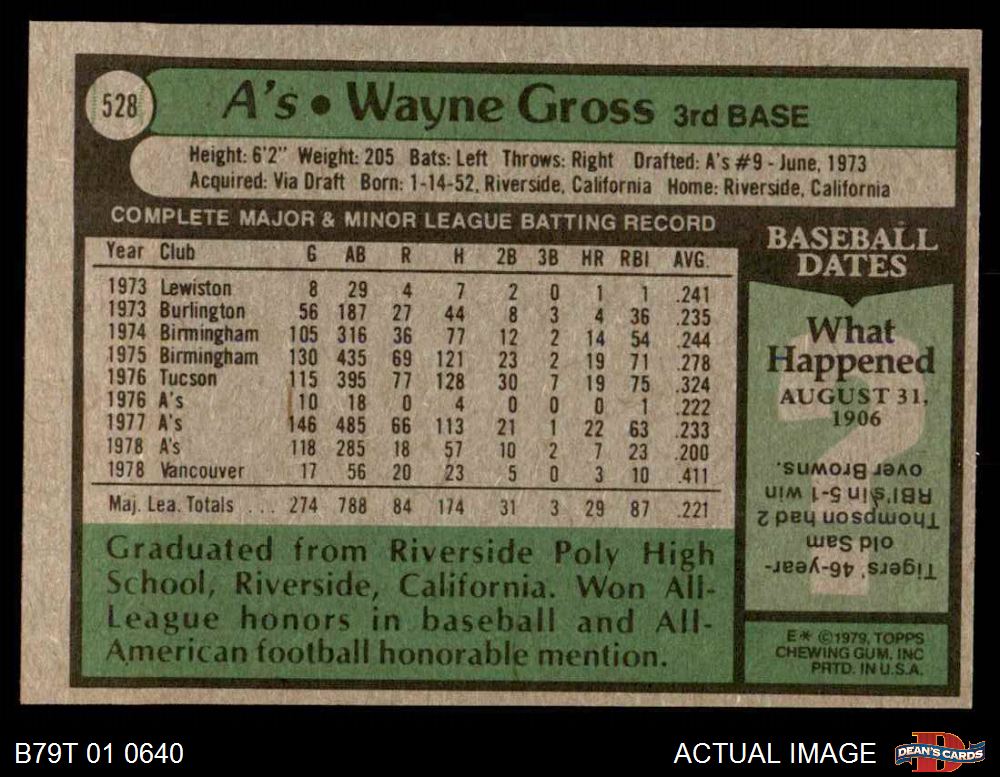 528
A's • Wayne Gross 3rd BASE
Height: 6'2" Weight: 205 Bats: Left Throws: Right Drafted: A's #9 - June, 1973
Acquired: Via Draft Born: 1-14-52, Riverside, California Home: Riverside, California
COMPLETE MAJOR & MINOR LEAGUE BATTING RECORD
Year Club G AB R H 2B 3B HR RBI AVG.
1973 Lewiston 8 29 4 7 2 0 1 1 .241
1973 Burlington 56 187 27 44 8 3 4 36 .235
1974 Birmingham 105 316 36 77 12 2 14 54 .244
1975 Birmingham 130 435 69 121 23 2 19 71 .278
1976 Tucson 115 395 77 128 30 7 19 75 .324
1976 A's 10 18 0 4 0 0 0 1 .222
1977 A's 146 485 66 113 21 1 22 63 .233
1978 A's 118 285 18 57 10 2 7 23 .200
1978 Vancouver 17 56 20 23 5 0 3 10 .411
Maj. Lea. Totals ... 274 788 84 174 31 3 29 87 .221
Graduated from Riverside Poly High
School, Riverside, California. Won All-
League honors in baseball and All-
American football honorable mention.
BASEBALL
DATES
What
Happened
AUGUST 31,
1906
Tigers' 46-year-
old Sam
Thompson had 2
RBI's in 5-1 win
over Browns.
E* ©1979, TOPPS
CHEWING GUM, INC
PRTD. IN U.S.A.
B79T 01 0640
ACTUAL IMAGE
DEAN'S CARDS